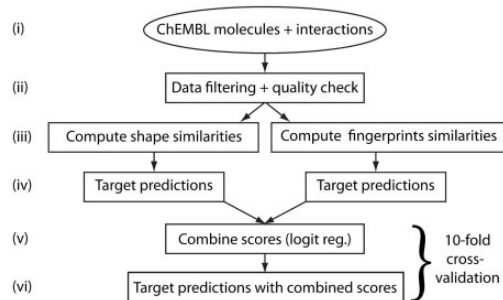 (i) ChEMBL molecules + interactions
(ii) Data filtering + quality check
(iii) Compute shape similarities Compute fingerprints similarities
(iv) Target predictions Target predictions
(v) Combine scores (logit reg.)
(vi) Target predictions with combined scores
10-fold
cross-
validation